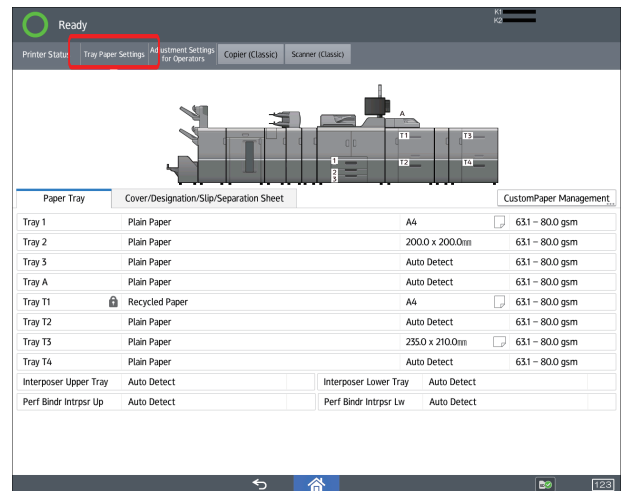 Ready
K1
K2
Printer Status
Tray Paper Settings
Adjustment Settings
for Operators
Copier (Classic)
Scanner (Classic)
A
T1
T3
1
T2
T4
2
3
Paper Tray
Cover/Designation/Slip/Separation Sheet
CustomPaper Management
Tray 1 Plain Paper A4 63.1 – 80.0 gsm
Tray 2 Plain Paper 200.0 x 200.0mm 63.1 – 80.0 gsm
Tray 3 Plain Paper Auto Detect 63.1 – 80.0 gsm
Tray A Plain Paper Auto Detect 63.1 – 80.0 gsm
Tray T1 Recycled Paper A4 63.1 – 80.0 gsm
Tray T2 Plain Paper Auto Detect 63.1 – 80.0 gsm
Tray T3 Plain Paper 235.0 x 210.0mm 63.1 – 80.0 gsm
Tray T4 Plain Paper Auto Detect 63.1 – 80.0 gsm
Interposer Upper Tray Auto Detect Interposer Lower Tray Auto Detect
Perf Bindr Intrpsr Up Auto Detect Perf Bindr Intrpsr Lw Auto Detect
123